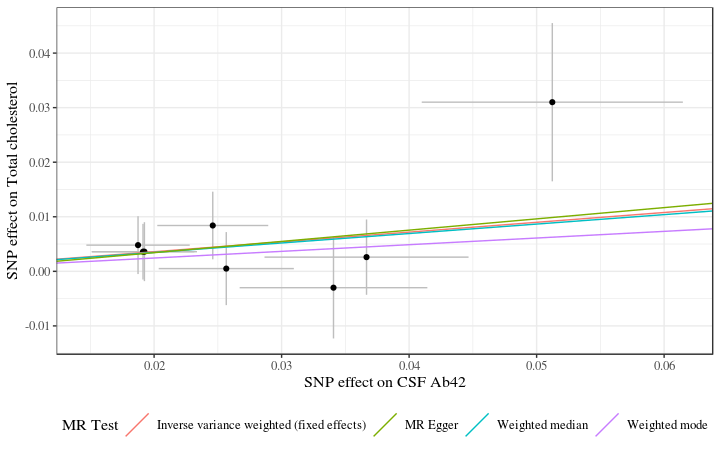 SNP effect on Total cholesterol
0.04
0.03
0.02
0.01
0.00
-0.01
0.02 0.03 0.04 0.05 0.06
SNP effect on CSF Ab42
MR Test Inverse variance weighted (fixed effects) MR Egger Weighted median Weighted mode